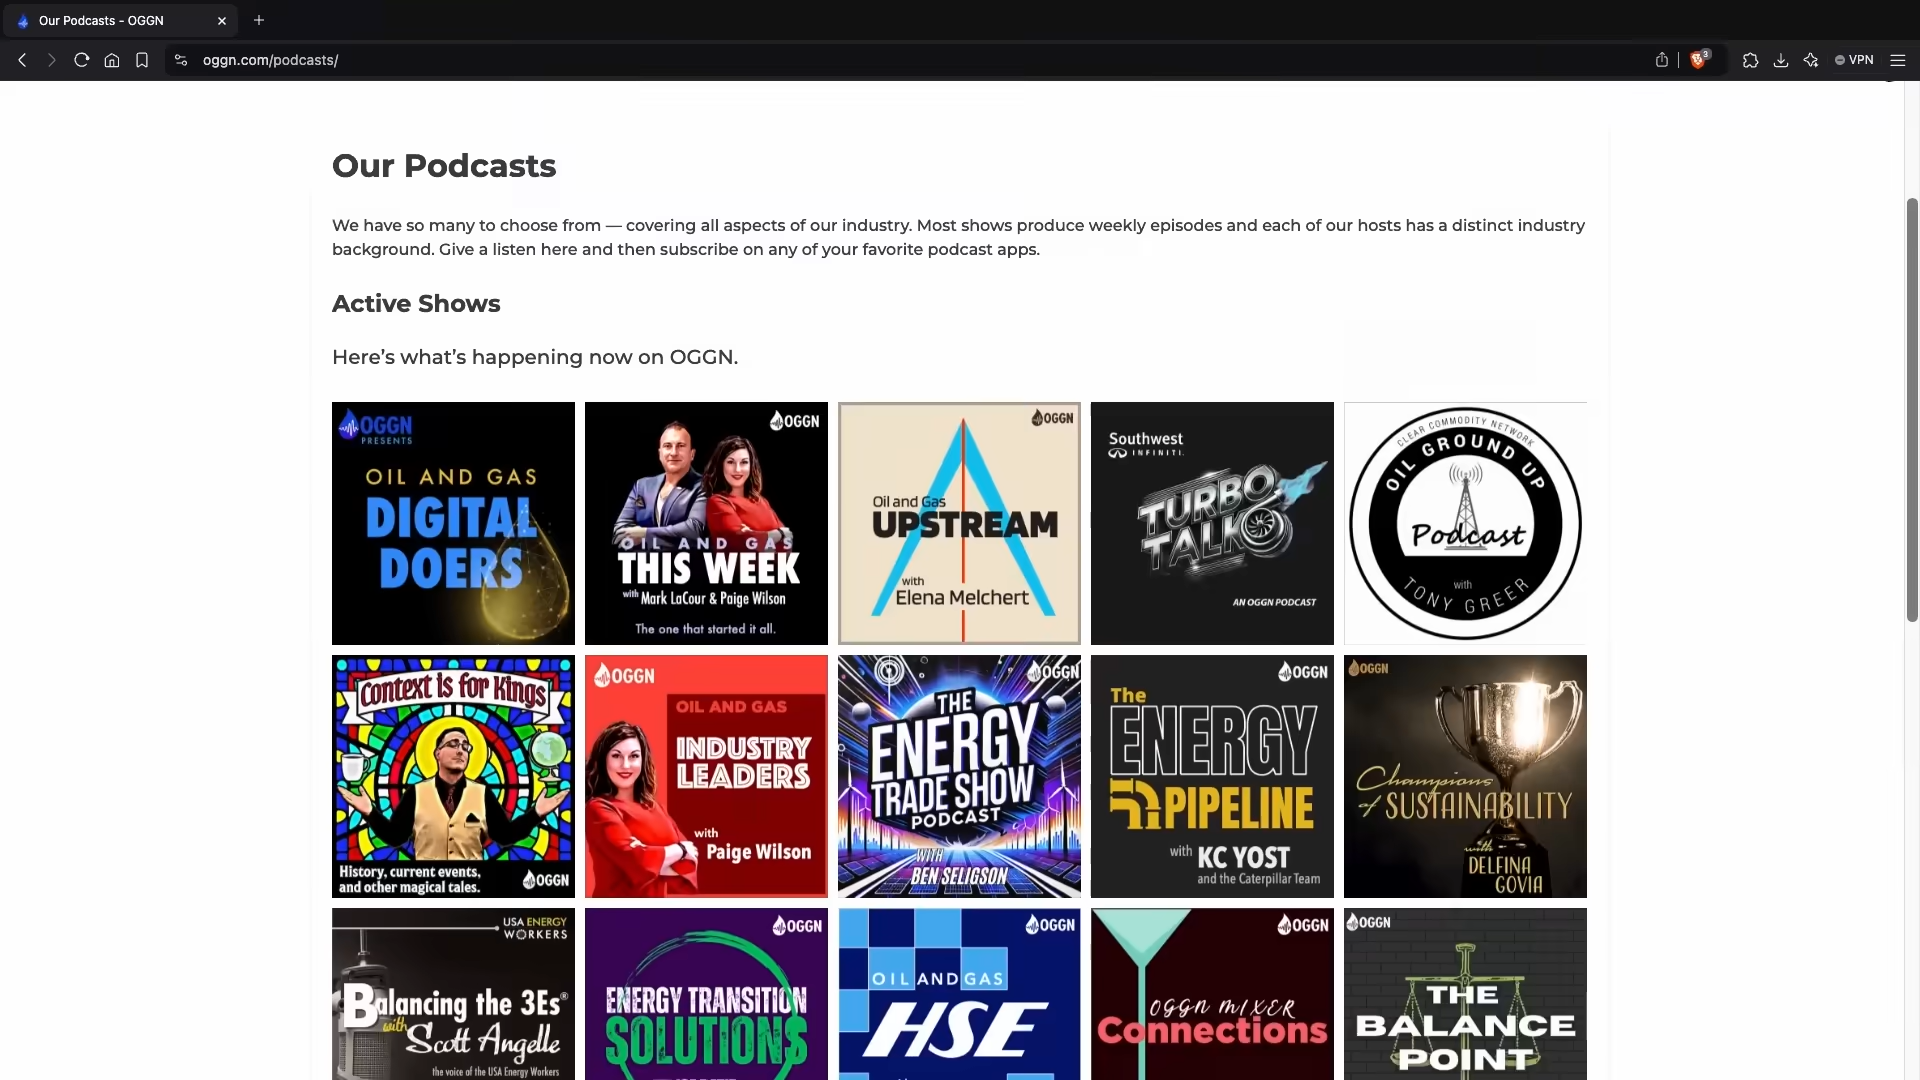 Our Podcasts - OGGN
oggn.com/podcasts/
3
VPN
Our Podcasts
We have so many to choose from — covering all aspects of our industry. Most shows produce weekly episodes and each of our hosts has a distinct industry
background. Give a listen here and then subscribe on any of your favorite podcast apps.
Active Shows
Here's what's happening now on OGGN.
OGGN
PRESENTS
OIL AND GAS
DIGITAL
DOERS
OGGN
OIL AND GAS
THIS WEEK
with Mark LaCour & Paige Wilson
The one that started it all.
OGGN
Oil and Gas
UPSTREAM
with
Elena Melchert
Southwest
INFINITI.
TURBO
TALK
AN OGGN PODCAST
CLEAR COMMODITY NETWORK
OIL GROUND UP
Podcast
with
TONY GREER
Context is for Kings
History, current events,
and other magical tales.
OGGN
OGGN
OIL AND GAS
INDUSTRY
LEADERS
with
Paige Wilson
OGGN
THE
ENERGY
TRADE SHOW
PODCAST
WITH
BEN SELIGSON
OGGN
The
ENERGY
PIPELINE
with KC YOST
and the Caterpillar Team
OGGN
Champions
of SUSTAINABILITY
with
DELFINA
GOVIA
USA ENERGY
WORKERS
Balancing the 3Es®
with
Scott Angelle
the voice of the USA Energy Workers
OGGN
ENERGY TRANSITION
SOLUTIONS
OGGN
OIL AND GAS
HSE
OGGN
OGGN MIXER
Connections
OGGN
THE
BALANCE
POINT